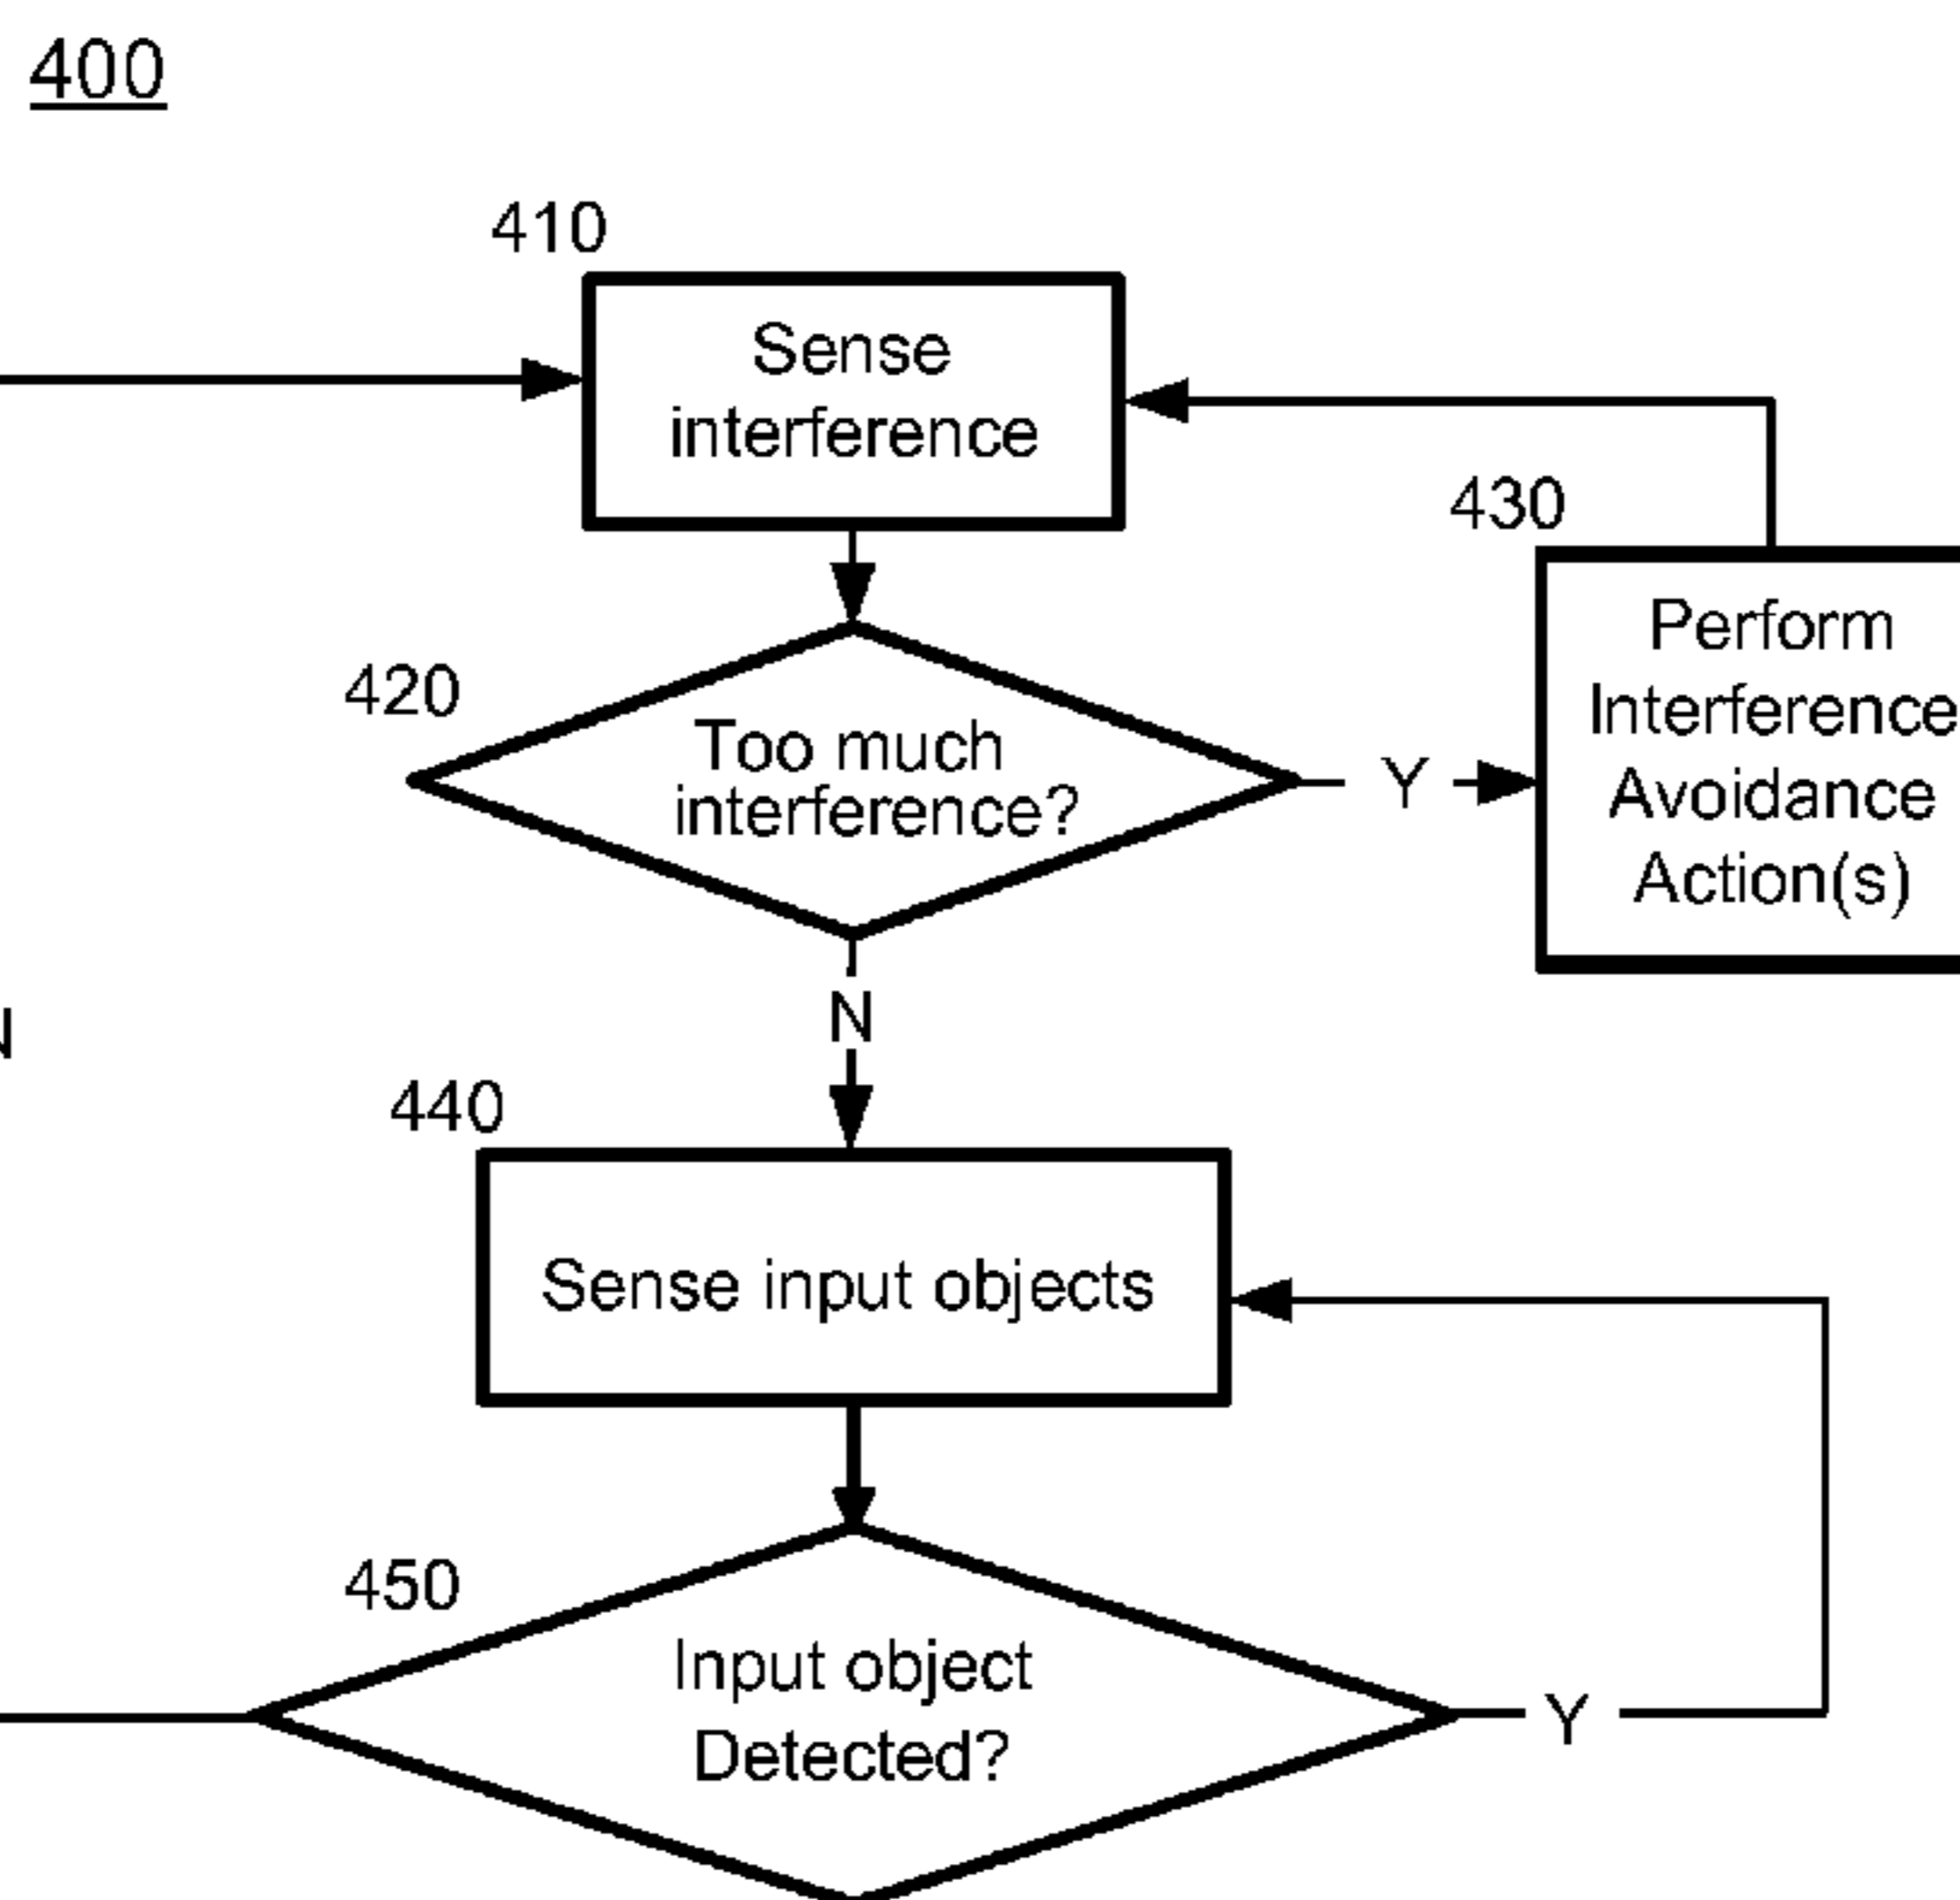 400
410
Sense
interference
430
Perform
Interference
Avoidance
Action(s)
420
Too much
interference?
Y
N
N
440
Sense input objects
450
Input object
Detected?
Y